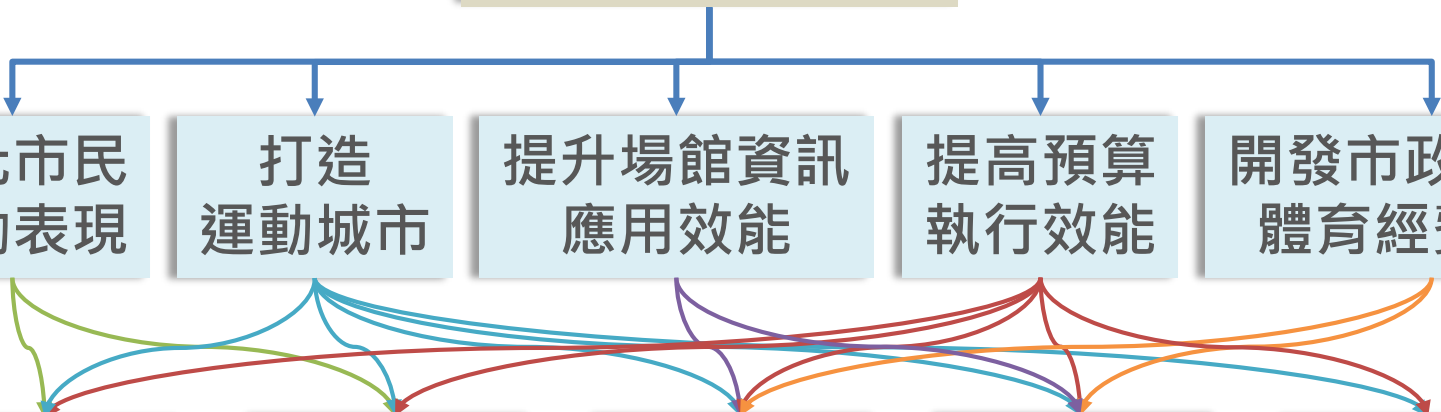 市民
表現
打造
運動城市
提升場館資訊
應用效能
提高預算
執行效能
開發市政
體育經